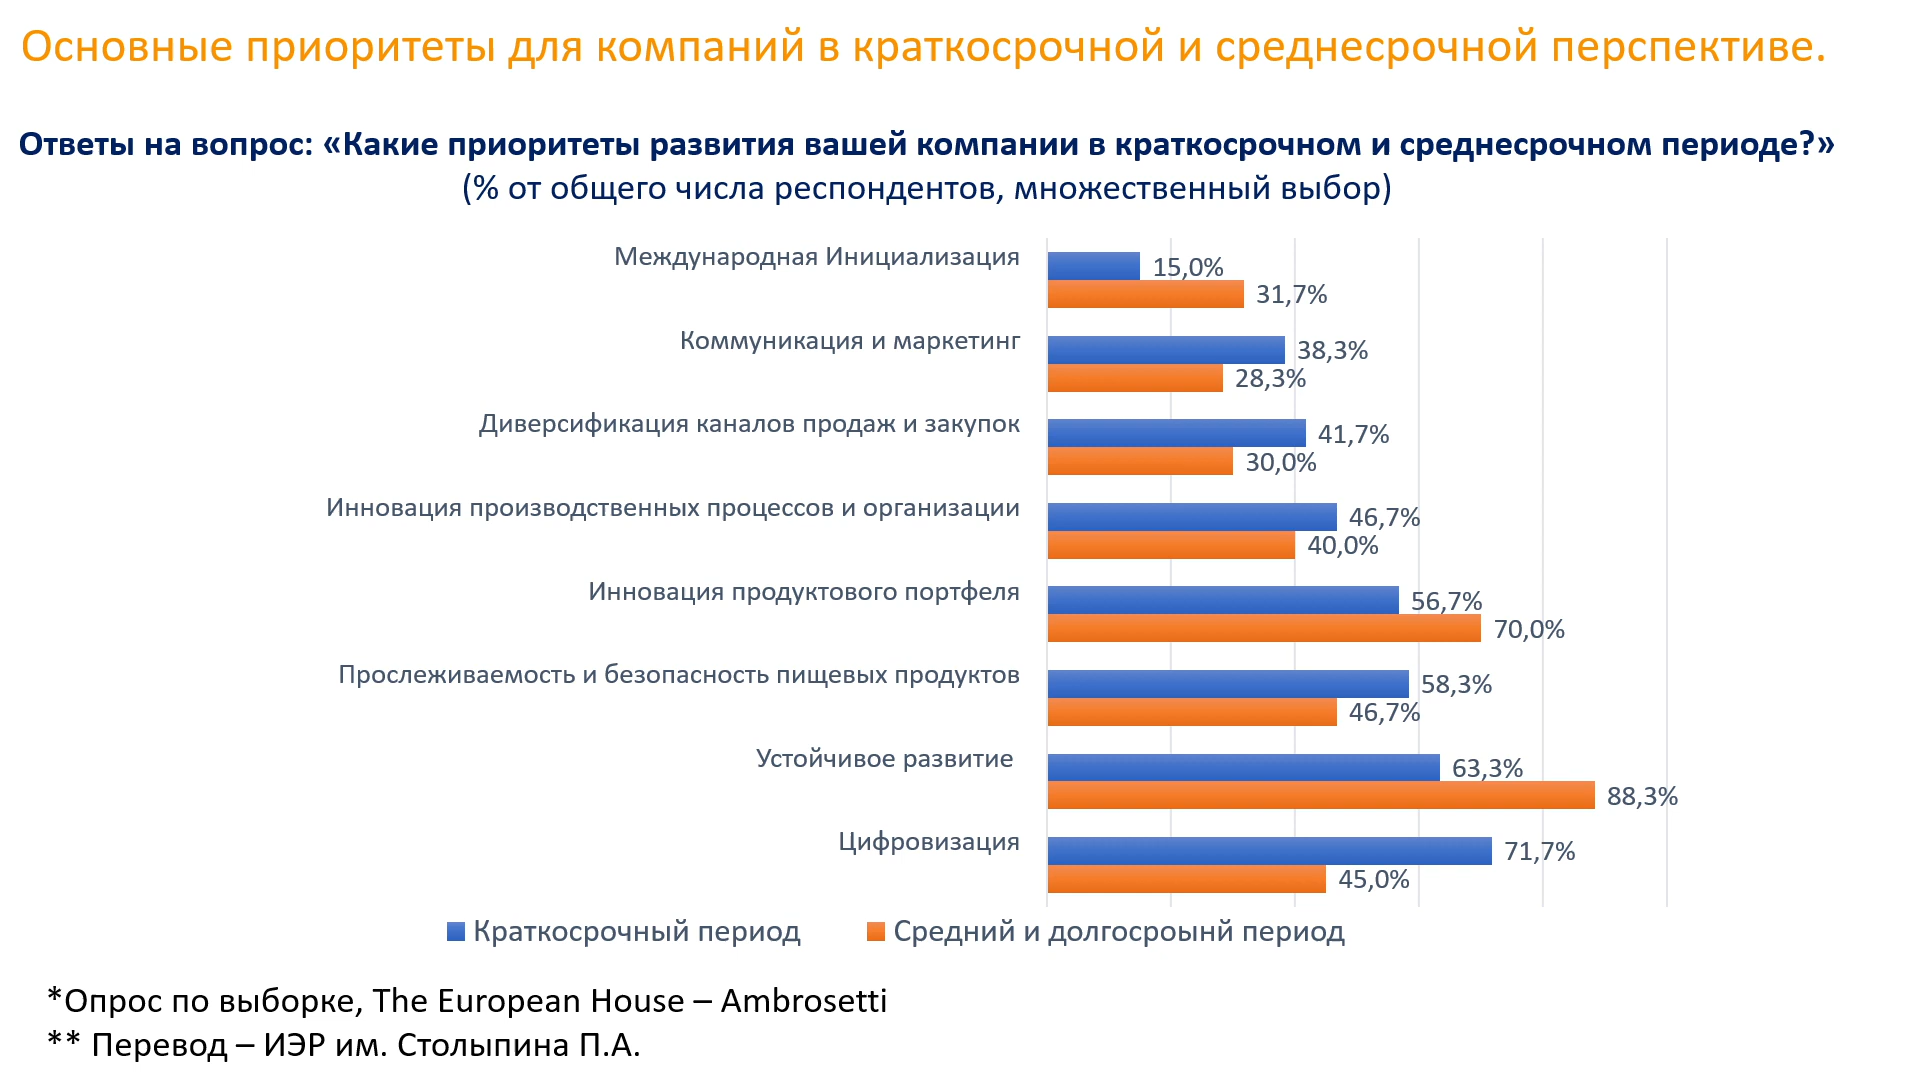 Основные приоритеты для компаний в краткосрочной и среднесрочной перспективе.
Ответы на вопрос: «Какие приоритеты развития вашей компании в краткосрочном и среднесрочном периоде?»
(% от общего числа респондентов, множественный выбор)
Международная Инициализация
15,0%
31,7%
Коммуникация и маркетинг
38,3%
28,3%
Диверсификация каналов продаж и закупок
41,7%
30,0%
Инновация производственных процессов и организации
46,7%
40,0%
Инновация продуктового портфеля
56,7%
70,0%
Прослеживаемость и безопасность пищевых продуктов
58,3%
46,7%
Устойчивое развитие
63,3%
88,3%
Цифровизация
71,7%
45,0%
Краткосрочный период
Средний и долгосроынй период
*Опрос по выборке, The European House – Ambrosetti
** Перевод – ИЭР им. Столыпина П.А.